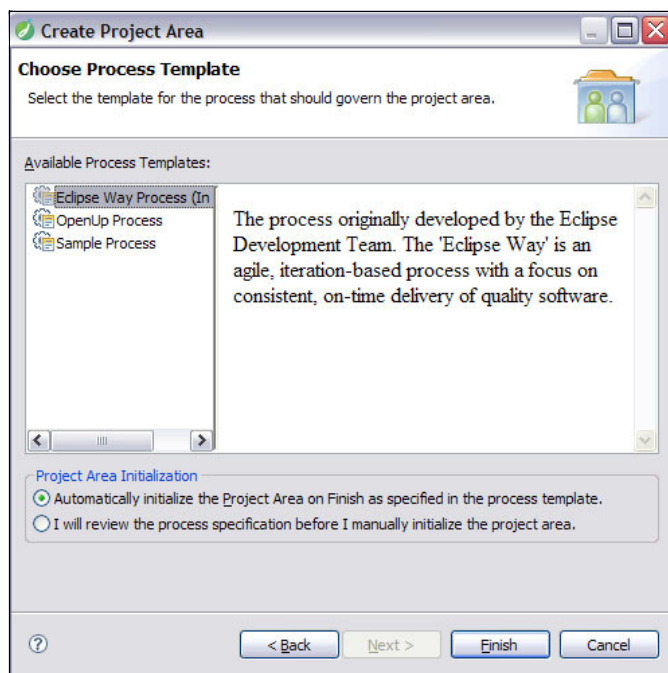 Create Project Area
Choose Process Template
Select the template for the process that should govern the project area.
Available Process Templates:
Eclipse Way Process (In
OpenUp Process
Sample Process
The process originally developed by the Eclipse
Development Team. The 'Eclipse Way' is an
agile, iteration-based process with a focus on
consistent, on-time delivery of quality software.
Project Area Initialization
Automatically initialize the Project Area on Finish as specified in the process template.
I will review the process specification before I manually initialize the project area.
?
< Back
Next >
Finish
Cancel